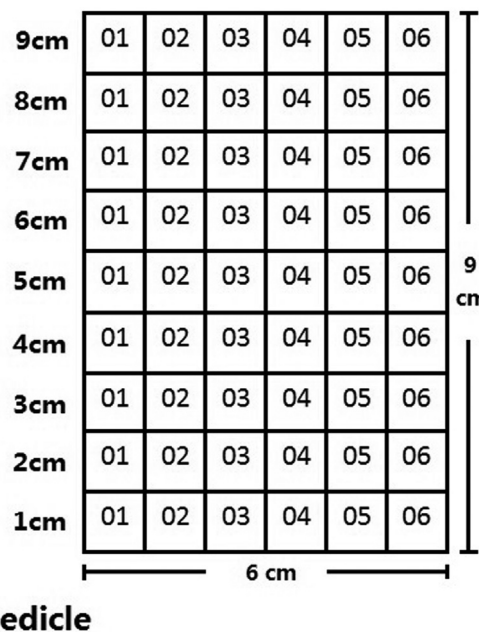 9cm 01 02 03 04 05 06
8cm 01 02 03 04 05 06
7cm 01 02 03 04 05 06
6cm 01 02 03 04 05 06
5cm 01 02 03 04 05 06
9
cm
4cm 01 02 03 04 05 06
3cm 01 02 03 04 05 06
2cm 01 02 03 04 05 06
1cm 01 02 03 04 05 06
6 cm
edicle